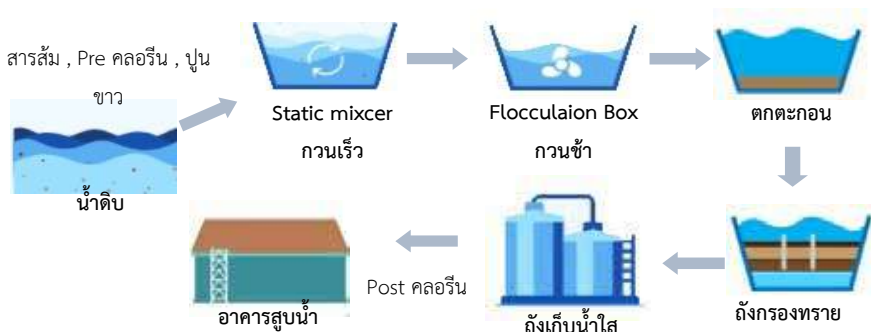 สารส้ม , Pre คลอรีน , ปูน
ขาว
น้ำดิบ
Static mixcer
กวนเร็ว
Flocculaion Box
กวนช้า
ตกตะกอน
ถังกรองทราย
ถังเก็บน้ำใส
Post คลอรีน
อาคารสูบน้ำ